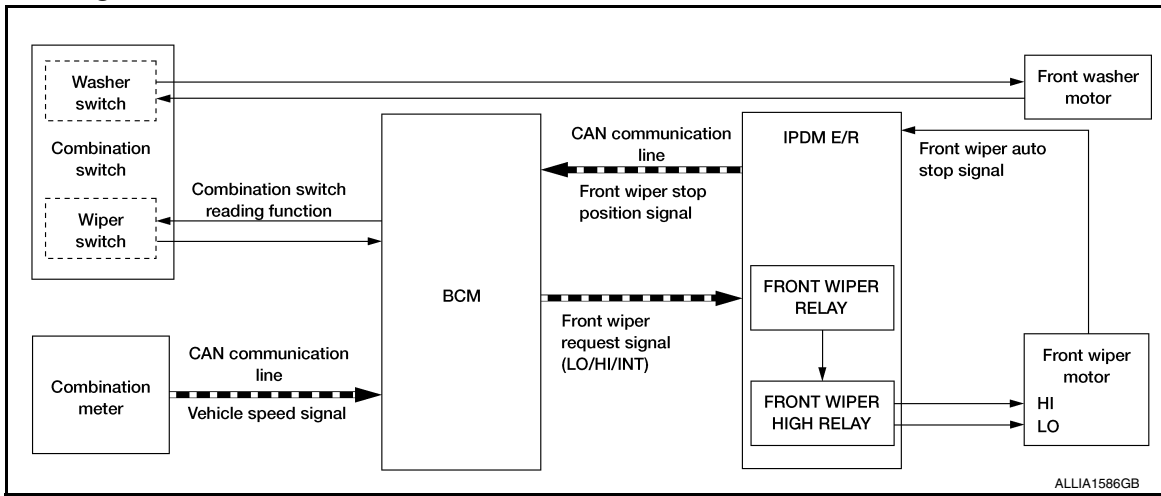 Washer
switch
Combination
switch
Wiper
switch
Combination switch
reading function
Combination
meter
CAN communication
line
Vehicle speed signal
BCM
CAN communication
line
Front wiper stop
position signal
Front wiper
request signal
(LO/HI/INT)
IPDM E/R
FRONT WIPER
RELAY
FRONT WIPER
HIGH RELAY
Front washer
motor
Front wiper auto
stop signal
Front wiper
motor
HI
LO
ALLIA1586GB